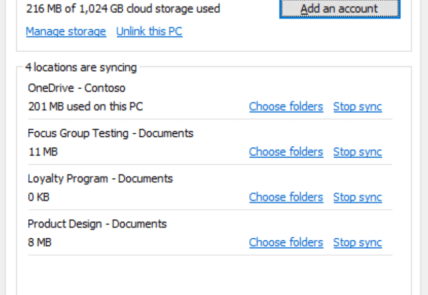 216 MB of 1,024 GB cloud storage used
Add an account
Manage storage Unlink this PC
4 locations are syncing
OneDrive - Contoso
201 MB used on this PC Choose folders Stop sync
Focus Group Testing - Documents
11 MB Choose folders Stop sync
Loyalty Program - Documents
0 KB Choose folders Stop sync
Product Design - Documents
8 MB Choose folders Stop sync